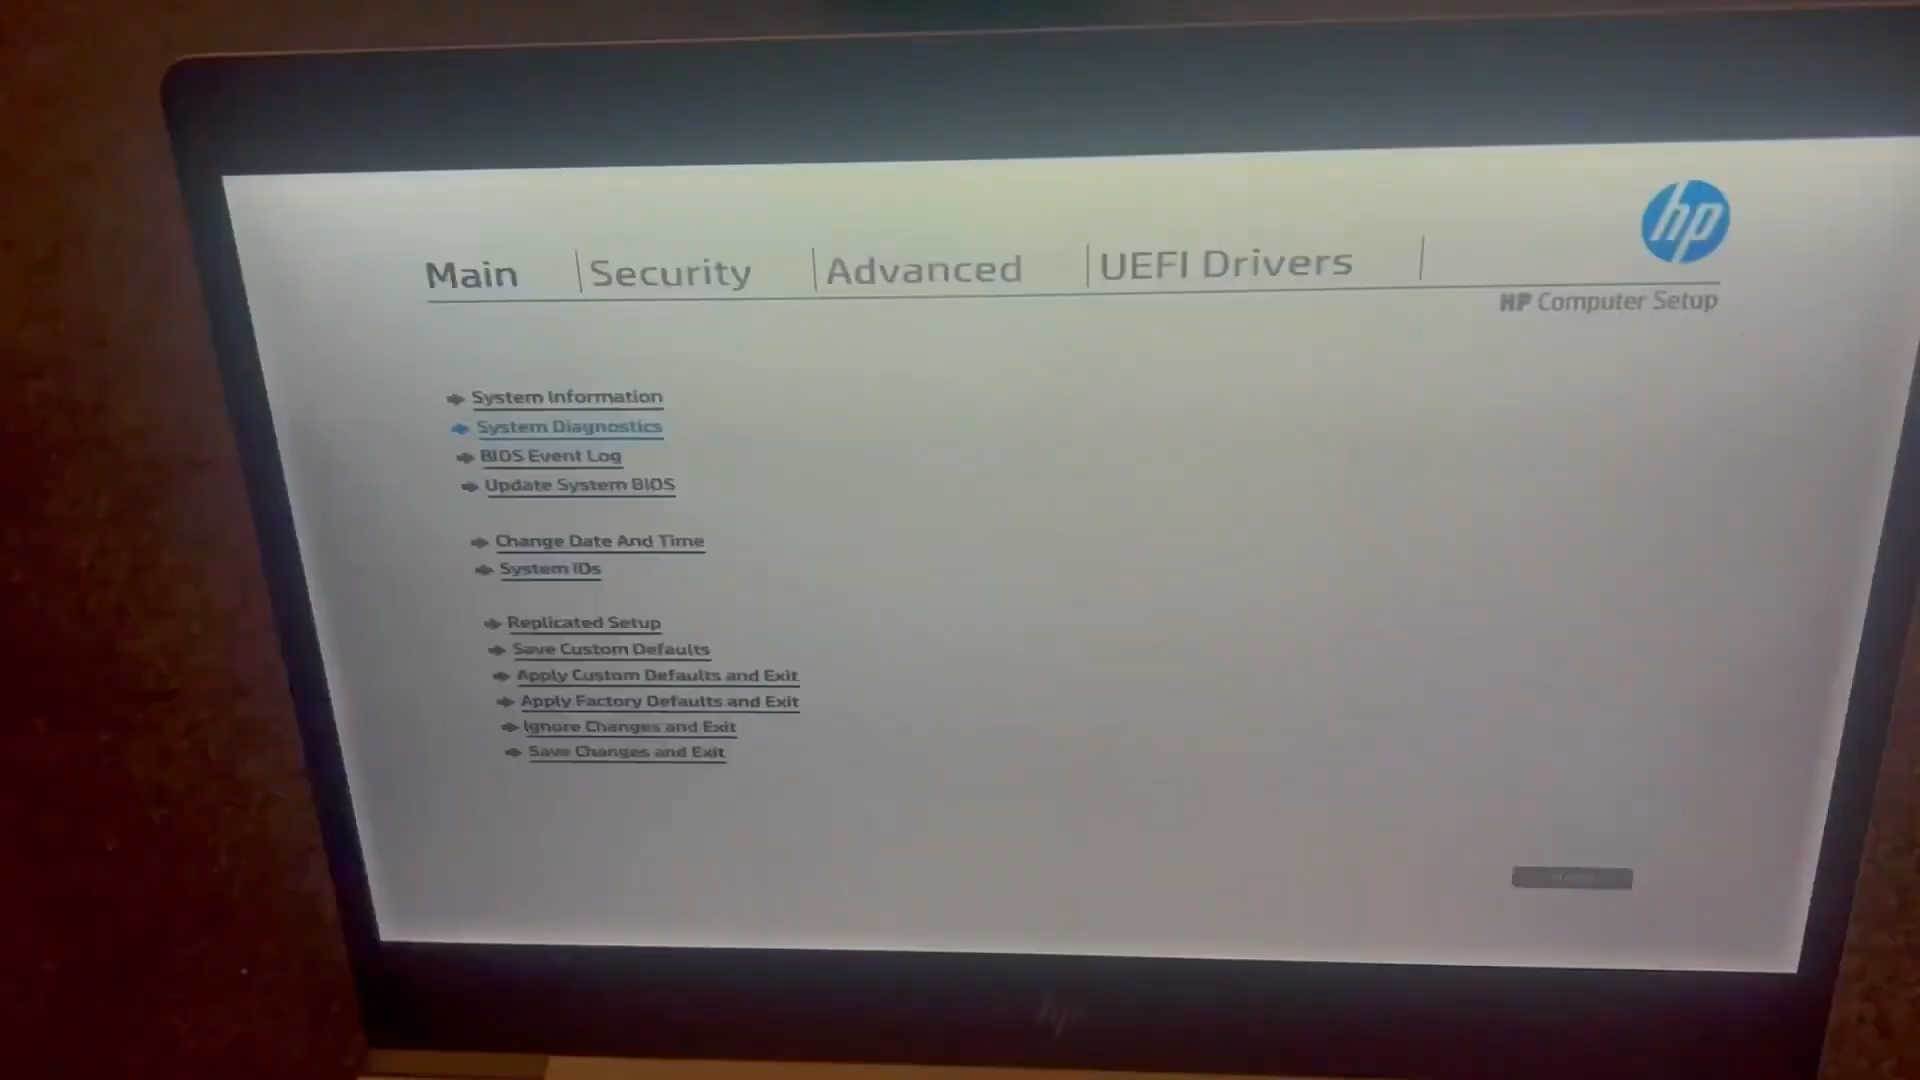 hp
Main
Security
Advanced
UEFI Drivers
HP Computer Setup
System Information
System Diagnostics
BIOS Event Log
Update System BIOS
Change Date And Time
System IDs
Replicated Setup
Save Custom Defaults
Apply Custom Defaults and Exit
Apply Factory Defaults and Exit
Ignore Changes and Exit
Save Changes and Exit
hp